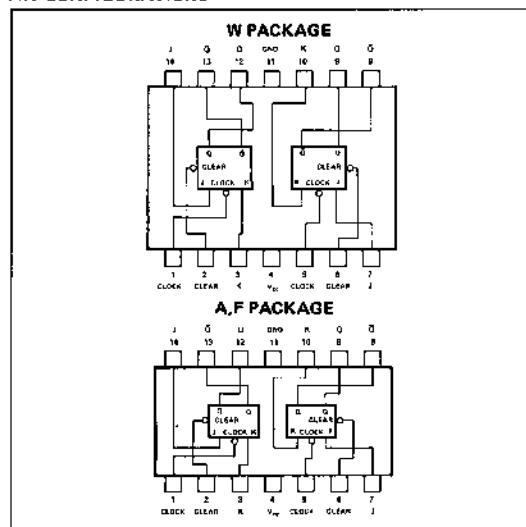 W PACKAGE
J Q GND K
14 13 12 11 10 9 8
Q Q
CLEAR CLEAR
J CLOCK K K CLOCK J
1 2 3 4 5 6 7
CLOCK CLEAR K VCC CLOCK CLEAR J
A,F PACKAGE
J Q GND K Q Q
14 13 12 11 10 9 8
Q Q Q Q
CLEAR CLEAR
J CLOCK K K CLOCK
1 2 3 4 5 6 7
CLOCK CLEAR K VCC CLOCK CLEAR J